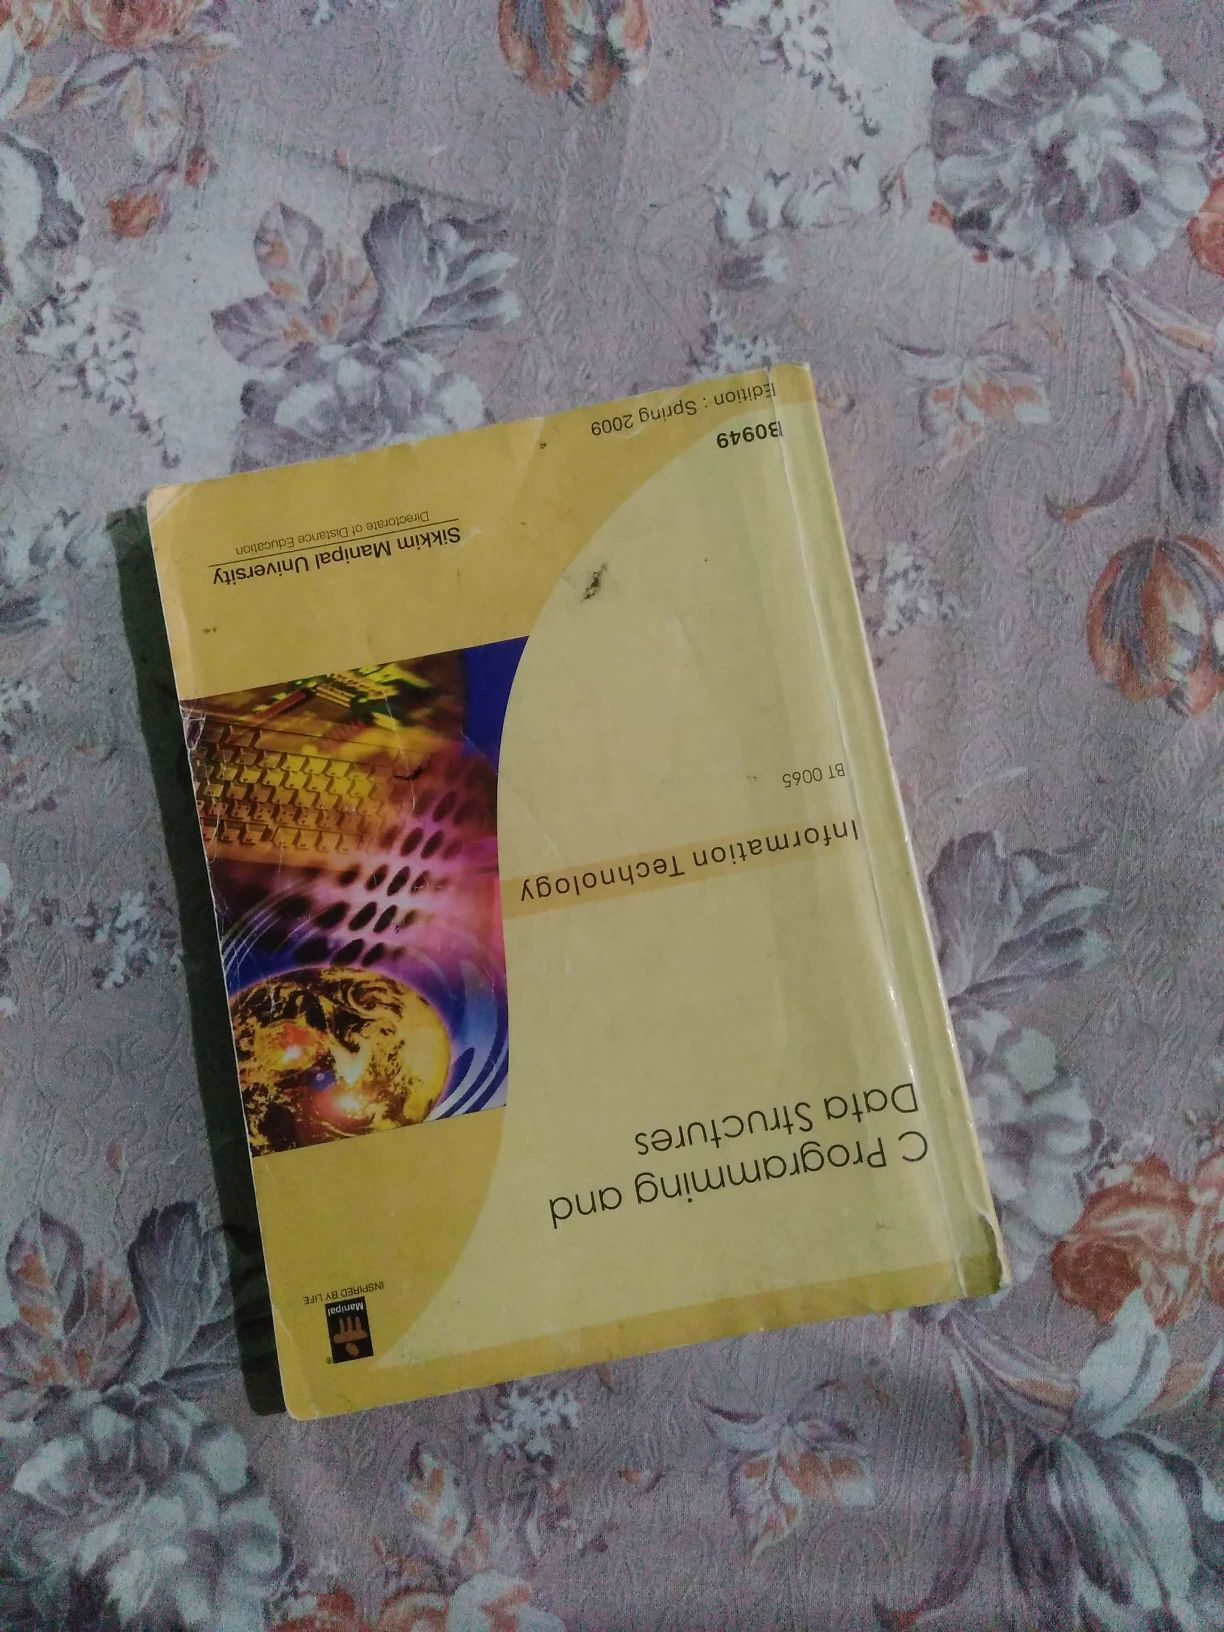 Manipal
INSPIRED BY LIFE
C Programming and
Data Structures
Information Technology
BT 0065
Sikkim Manipal University
Directorate of Distance Education
B0949
Edition : Spring 2009